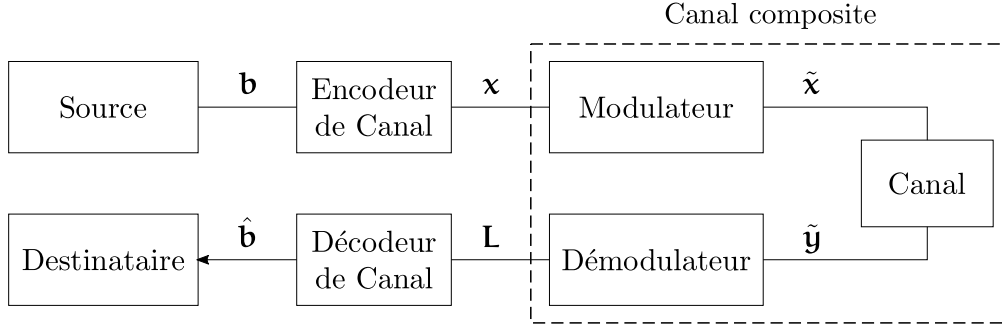 Canal composite
Source
b
Encodeur
de Canal
x
Modulateur
x̃
Canal
Destinataire
b̂
Décodeur
de Canal
L
Démodulateur
ỹ